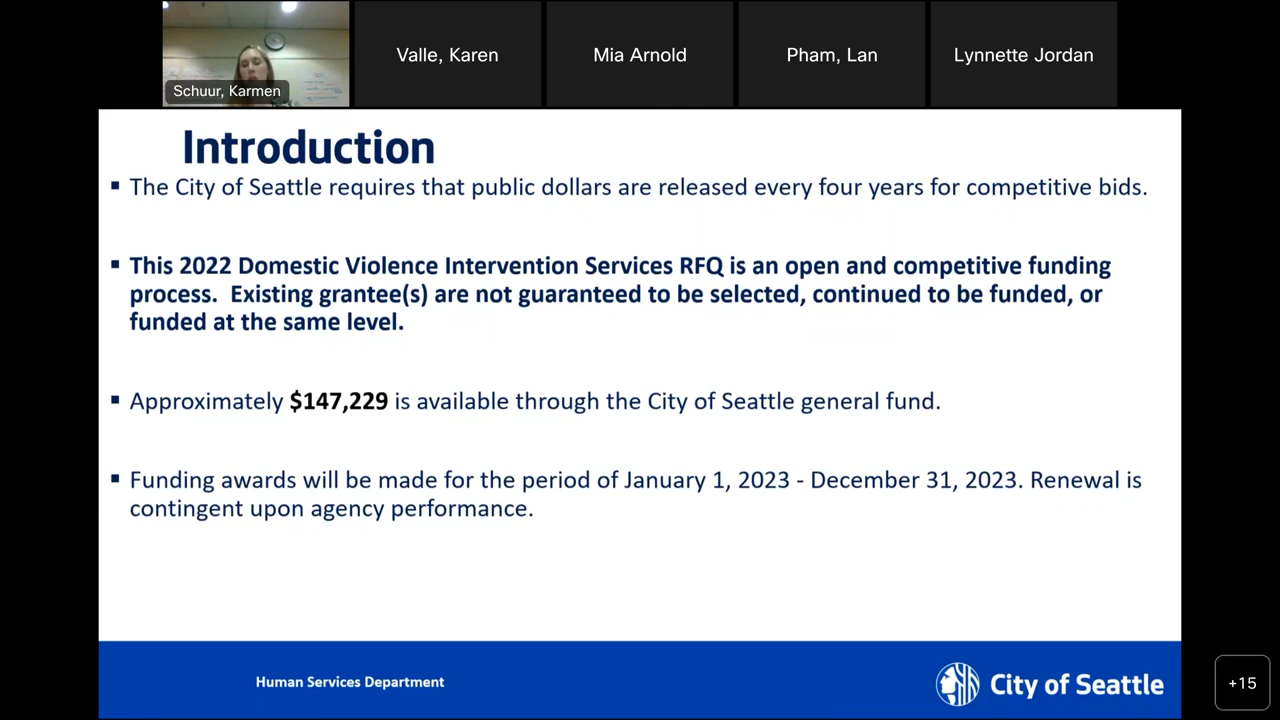 Schuur, Karmen
Valle, Karen
Mia Arnold
Pham, Lan
Lynnette Jordan
Introduction
▪ The City of Seattle requires that public dollars are released every four years for competitive bids.
▪ This 2022 Domestic Violence Intervention Services RFQ is an open and competitive funding
process. Existing grantee(s) are not guaranteed to be selected, continued to be funded, or
funded at the same level.
▪ Approximately $147,229 is available through the City of Seattle general fund.
▪ Funding awards will be made for the period of January 1, 2023 - December 31, 2023. Renewal is
contingent upon agency performance.
Human Services Department
City of Seattle
+15